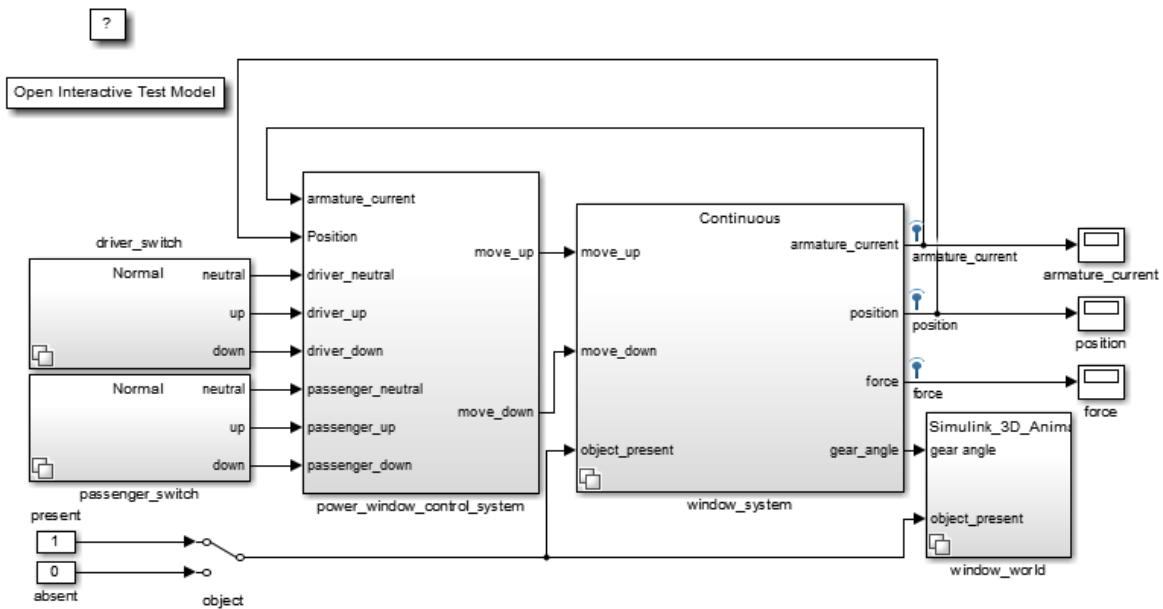 ?
Open Interactive Test Model
driver_switch
Normal
neutral
up
down
Normal
neutral
up
down
passenger_switch
armature_current
Position
driver_neutral
driver_up
driver_down
passenger_neutral
passenger_up
passenger_down
move_up
move_down
power_window_control_system
Continuous
move_up
move_down
object_present
armature_current
position
force
gear_angle
window_system
armature_current
position
force
armature_current
position
force
Simulink_3D_Anima
gear angle
object_present
window_world
present
1
0
absent
object